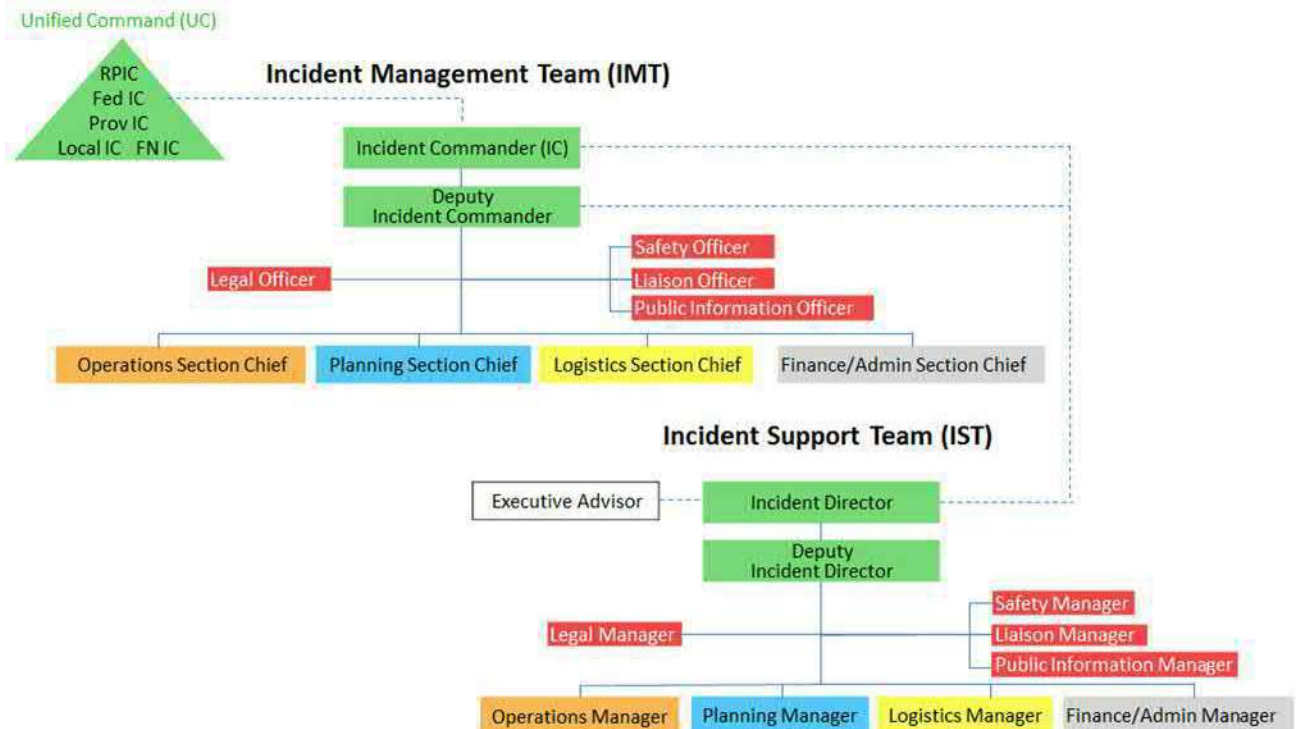 Unified Command (UC)
RPIC
Fed IC
Prov IC
Local IC FN IC
Incident Management Team (IMT)
Incident Commander (IC)
Deputy
Incident Commander
Safety Officer
Legal Officer
Liaison Officer
Public Information Officer
Operations Section Chief
Planning Section Chief
Logistics Section Chief
Finance/Admin Section Chief
Incident Support Team (IST)
Executive Advisor
Incident Director
Deputy
Incident Director
Safety Manager
Legal Manager
Liaison Manager
Public Information Manager
Operations Manager
Planning Manager
Logistics Manager
Finance/Admin Manager